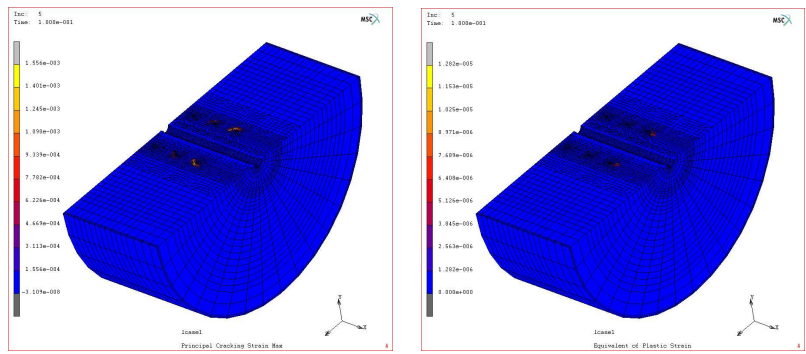 Inc: 5
Time: 1.000e-001
MSC
1.556e-003
1.401e-003
1.245e-003
1.090e-003
9.339e-004
7.782e-004
6.226e-004
4.669e-004
3.113e-004
1.556e-004
-3.109e-008
Y
X
Z
lcase1
Principal Cracking Strain Max
4
Inc: 5
Time: 1.000e-001
MSC
1.282e-005
1.153e-005
1.025e-005
8.971e-006
7.689e-006
6.408e-006
5.126e-006
3.845e-006
2.563e-006
1.282e-006
0.000e+000
Y
X
Z
lcase1
Equivalent of Plastic Strain
4